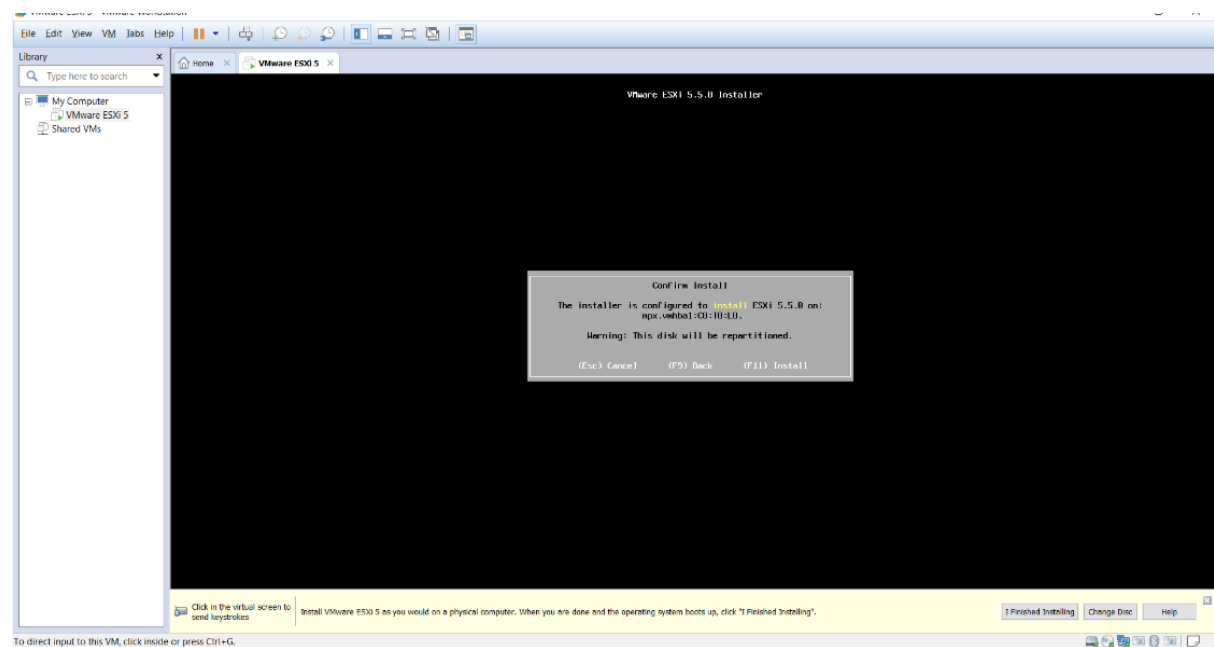 File Edit View VM Tabs Help
Library
Type here to search
My Computer
VMware ESXi 5
Shared VMs
Home
VMware ESXi 5
VMware ESXi 5.5.0 Installer
Confirm Install
The installer is configured to install ESXi 5.5.0 on:
mpx.vmhba1:C0:T0:L0.
Warning: This disk will be repartitioned.
(Esc) Cancel (F9) Back (F11) Install
Click in the virtual screen to
send keystrokes
Install VMware ESXi 5 as you would on a physical computer. When you are done and the operating system boots up, click "I Finished Installing".
I Finished Installing Change Disc Help
To direct input to this VM, click inside or press Ctrl+G.